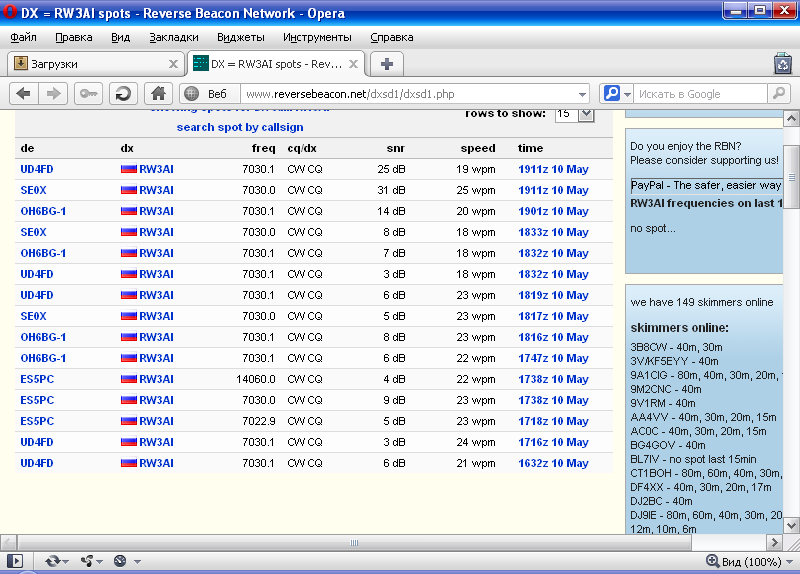 DX = RW3AI spots - Reverse Beacon Network - Opera
Файл Правка Вид Закладки Виджеты Инструменты Справка
Загрузки DX = RW3AI spots - Rev...
Веб www.reversebeacon.net/dxsd1/dxsd1.php Искать в Google
rows to show: 15
search spot by callsign
de dx freq cq/dx snr speed time
UD4FD RW3AI 7030.1 CW CQ 25 dB 19 wpm 1911z 10 May
SE0X RW3AI 7030.0 CW CQ 31 dB 25 wpm 1911z 10 May
OH6BG-1 RW3AI 7030.1 CW CQ 14 dB 20 wpm 1901z 10 May
SE0X RW3AI 7030.0 CW CQ 8 dB 18 wpm 1833z 10 May
OH6BG-1 RW3AI 7030.1 CW CQ 7 dB 18 wpm 1832z 10 May
UD4FD RW3AI 7030.1 CW CQ 3 dB 18 wpm 1832z 10 May
UD4FD RW3AI 7030.1 CW CQ 6 dB 23 wpm 1819z 10 May
SE0X RW3AI 7030.0 CW CQ 5 dB 23 wpm 1817z 10 May
OH6BG-1 RW3AI 7030.1 CW CQ 8 dB 23 wpm 1816z 10 May
OH6BG-1 RW3AI 7030.1 CW CQ 6 dB 22 wpm 1747z 10 May
ES5PC RW3AI 14060.0 CW CQ 4 dB 22 wpm 1738z 10 May
ES5PC RW3AI 7030.0 CW CQ 9 dB 23 wpm 1738z 10 May
ES5PC RW3AI 7022.9 CW CQ 5 dB 23 wpm 1718z 10 May
UD4FD RW3AI 7030.1 CW CQ 3 dB 24 wpm 1716z 10 May
UD4FD RW3AI 7030.1 CW CQ 6 dB 21 wpm 1632z 10 May
Do you enjoy the RBN?
Please consider supporting us!
PayPal - The safer, easier way
RW3AI frequencies on last 1
no spot...
we have 149 skimmers online
skimmers online:
3B8CW - 40m, 30m
3V/KF5EYY - 40m
9A1CIG - 80m, 40m, 30m, 20m,
9M2CNC - 40m
9V1RM - 40m
AA4VV - 40m, 30m, 20m, 15m
AC0C - 40m, 30m, 20m, 15m
BG4GOV - 40m
BL7IV - no spot last 15min
CT1BOH - 80m, 60m, 40m, 30m,
DF4XX - 40m, 30m, 20m, 17m
DJ2BC - 40m
DJ9IE - 80m, 60m, 40m, 30m, 20
12m, 10m, 6m
Вид (100%)